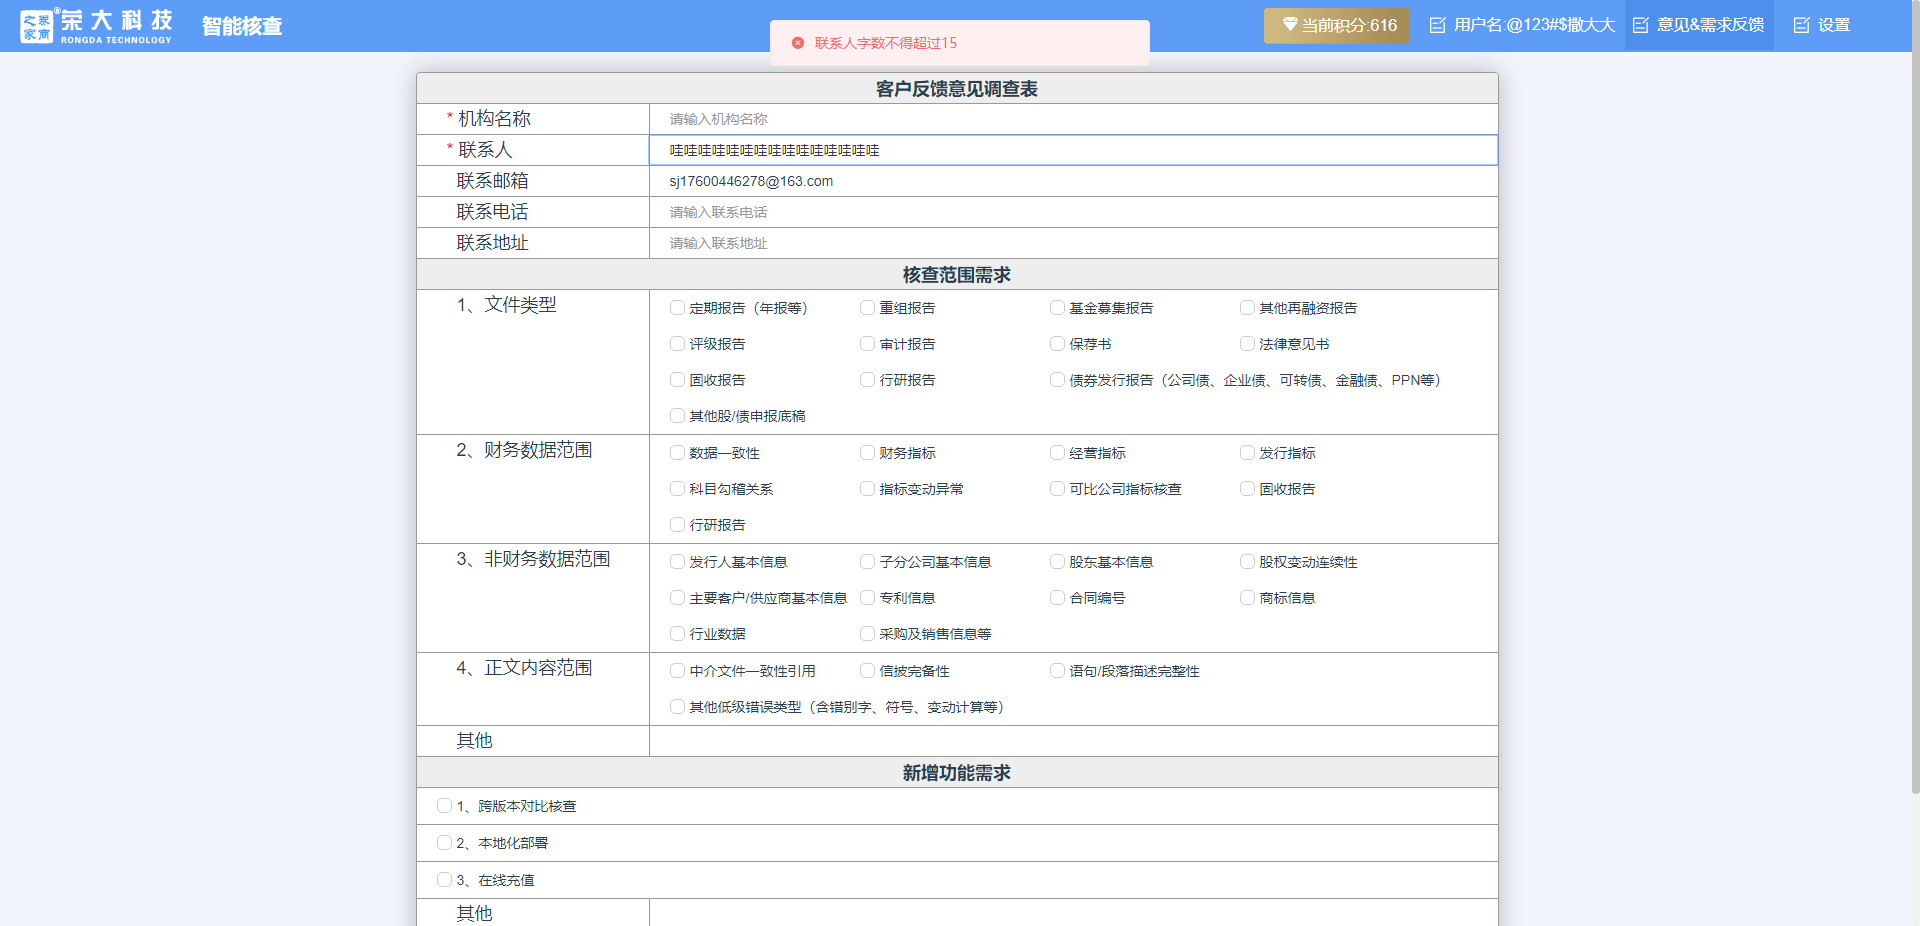 之家 荣商 ® 荣大科技
RONGDA TECHNOLOGY
智能核查
当前积分:616
用户名:@123#$撒大大
意见&需求反馈
设置
联系人字数不得超过15
客户反馈意见调查表
* 机构名称 请输入机构名称
* 联系人 哇哇哇哇哇哇哇哇哇哇哇哇哇哇哇
联系邮箱 sj17600446278@163.com
联系电话 请输入联系电话
联系地址 请输入联系地址
核查范围需求
1、文件类型 定期报告（年报等） 重组报告 基金募集报告 其他再融资报告
评级报告 审计报告 保荐书 法律意见书
固收报告 行研报告 债券发行报告（公司债、企业债、可转债、金融债、PPN等）
其他股/债申报底稿
2、财务数据范围 数据一致性 财务指标 经营指标 发行指标
科目勾稽关系 指标变动异常 可比公司指标核查 固收报告
行研报告
3、非财务数据范围 发行人基本信息 子分公司基本信息 股东基本信息 股权变动连续性
主要客户/供应商基本信息 专利信息 合同编号 商标信息
行业数据 采购及销售信息等
4、正文内容范围 中介文件一致性引用 信披完备性 语句/段落描述完整性
其他低级错误类型（含错别字、符号、变动计算等）
其他
新增功能需求
1、跨版本对比核查
2、本地化部署
3、在线充值
其他